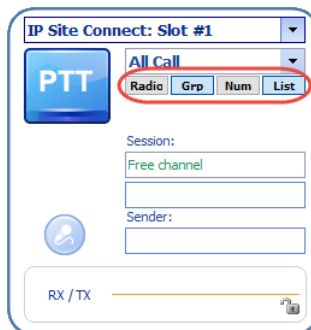 IP Site Connect: Slot #1
PTT
All Call
Radio Grp Num List
Session:
Free channel
Sender:
RX / TX